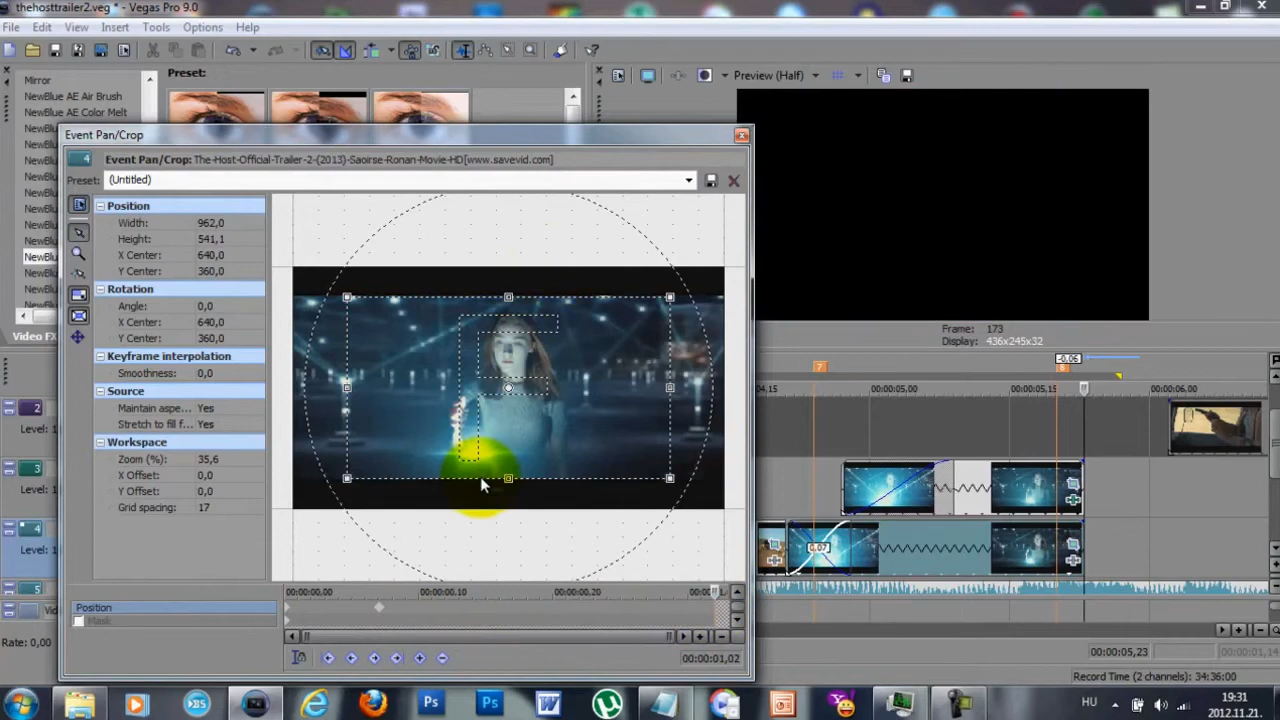 thehosttrailer2.veg * - Vegas Pro 9.0
File Edit View Insert Tools Options Help
Mirror
NewBlue AE Air Brush
NewBlue AE Color Melt
Preset:
Preview (Half)
Event Pan/Crop
4
Event Pan/Crop: The-Host-Official-Trailer-2-(2013)-Saoirse-Ronan-Movie-HD[www.savevid.com]
Preset: (Untitled)
Position
Width: 962,0
Height: 541,1
X Center: 640,0
Y Center: 360,0
Rotation
Angle: 0,0
X Center: 640,0
Y Center: 360,0
Keyframe interpolation
Smoothness: 0,0
Source
Maintain aspe... Yes
Stretch to fill f... Yes
Workspace
Zoom (%): 35,6
X Offset: 0,0
Y Offset: 0,0
Grid spacing: 17
Video FX
Frame: 173
Display: 436x245x32
-0,06
7
8
04,15 00:00:05,00 00:00:05,15 00:00:06,00
2
Level: 1
3
Level: 1
4
Level: 1
5
0,07
00:00:00,00 00:00:00,10 00:00:00,20
Position
Mask
Rate: 0,00
00:00:01,02
00:00:05,23 00:00:01,14
Record Time (2 channels): 34:36:00
HU
19:31
2012.11.21.